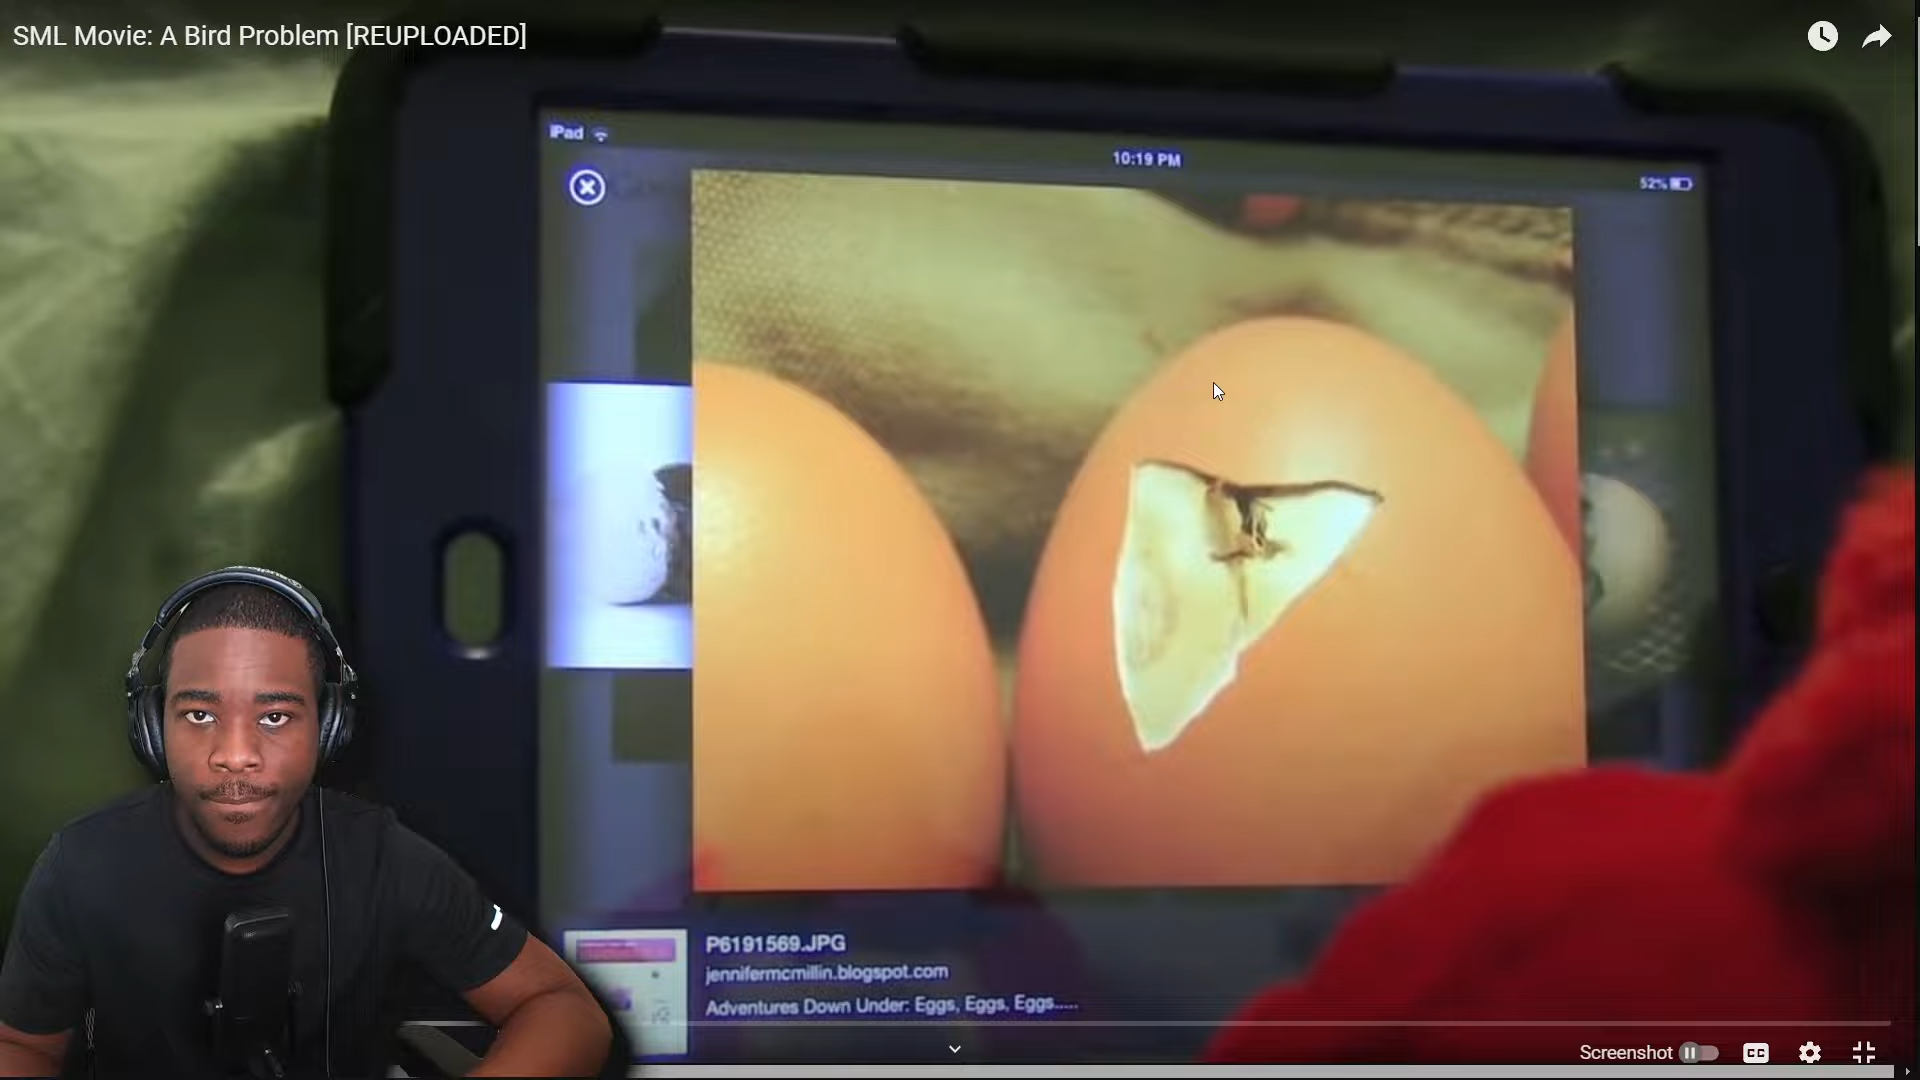 SML Movie: A Bird Problem [REUPLOADED]
iPad
10:19 PM
52%
P6191569.JPG
jennifermcmillin.blogspot.com
Adventures Down Under: Eggs, Eggs, Eggs.....
Screenshot
CC